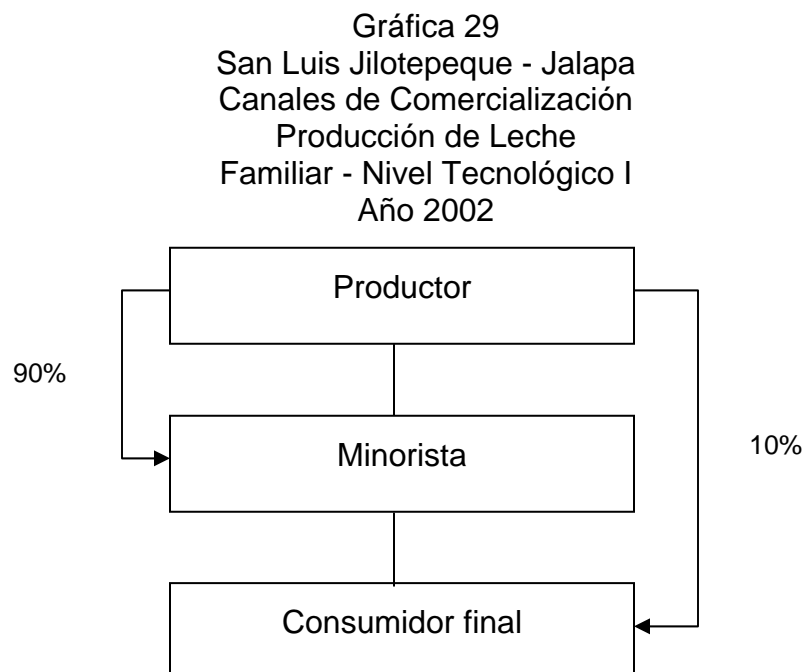 Gráfica 29
San Luis Jilotepeque - Jalapa
Canales de Comercialización
Producción de Leche
Familiar - Nivel Tecnológico I
Año 2002
Productor
90%
Minorista
10%
Consumidor final